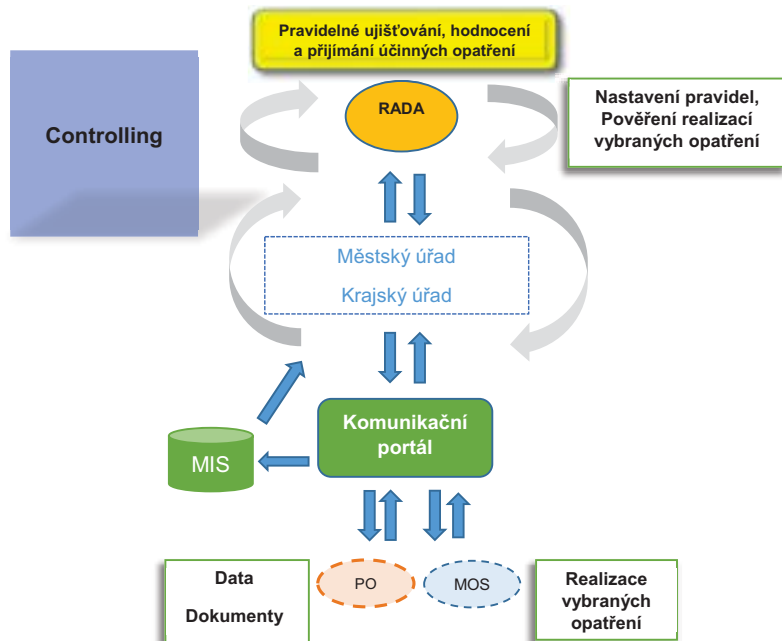 Pravidelné ujišťování, hodnocení
a přijímání účinných opatření
Controlling
RADA
Nastavení pravidel,
Pověření realizací
vybraných opatření
Městský úřad
Krajský úřad
Komunikační
portál
MIS
Data
Dokumenty
PO
MOS
Realizace
vybraných
opatření